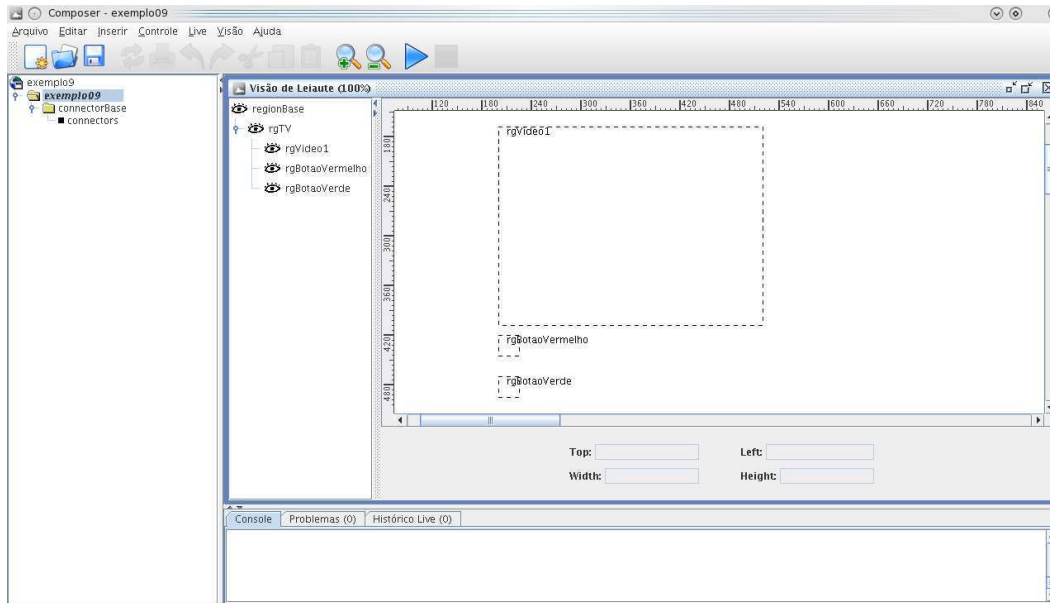 Composer - exemplo09
Arquivo Editar Inserir Controle Live Visão Ajuda
exemplo9
exemplo09
connectorBase
connectors
Visão de Leiaute (100%)
regionBase
rgTV
rgVideo1
rgBotaoVermelho
rgBotaoVerde
120 180 240 300 360 420 480 540 600 660 720 780 840
180
240
300
360
420
480
rgVideo1
rgBotaoVermelho
rgBotaoVerde
Top: Left:
Width: Height:
Console Problemas (0) Histórico Live (0)